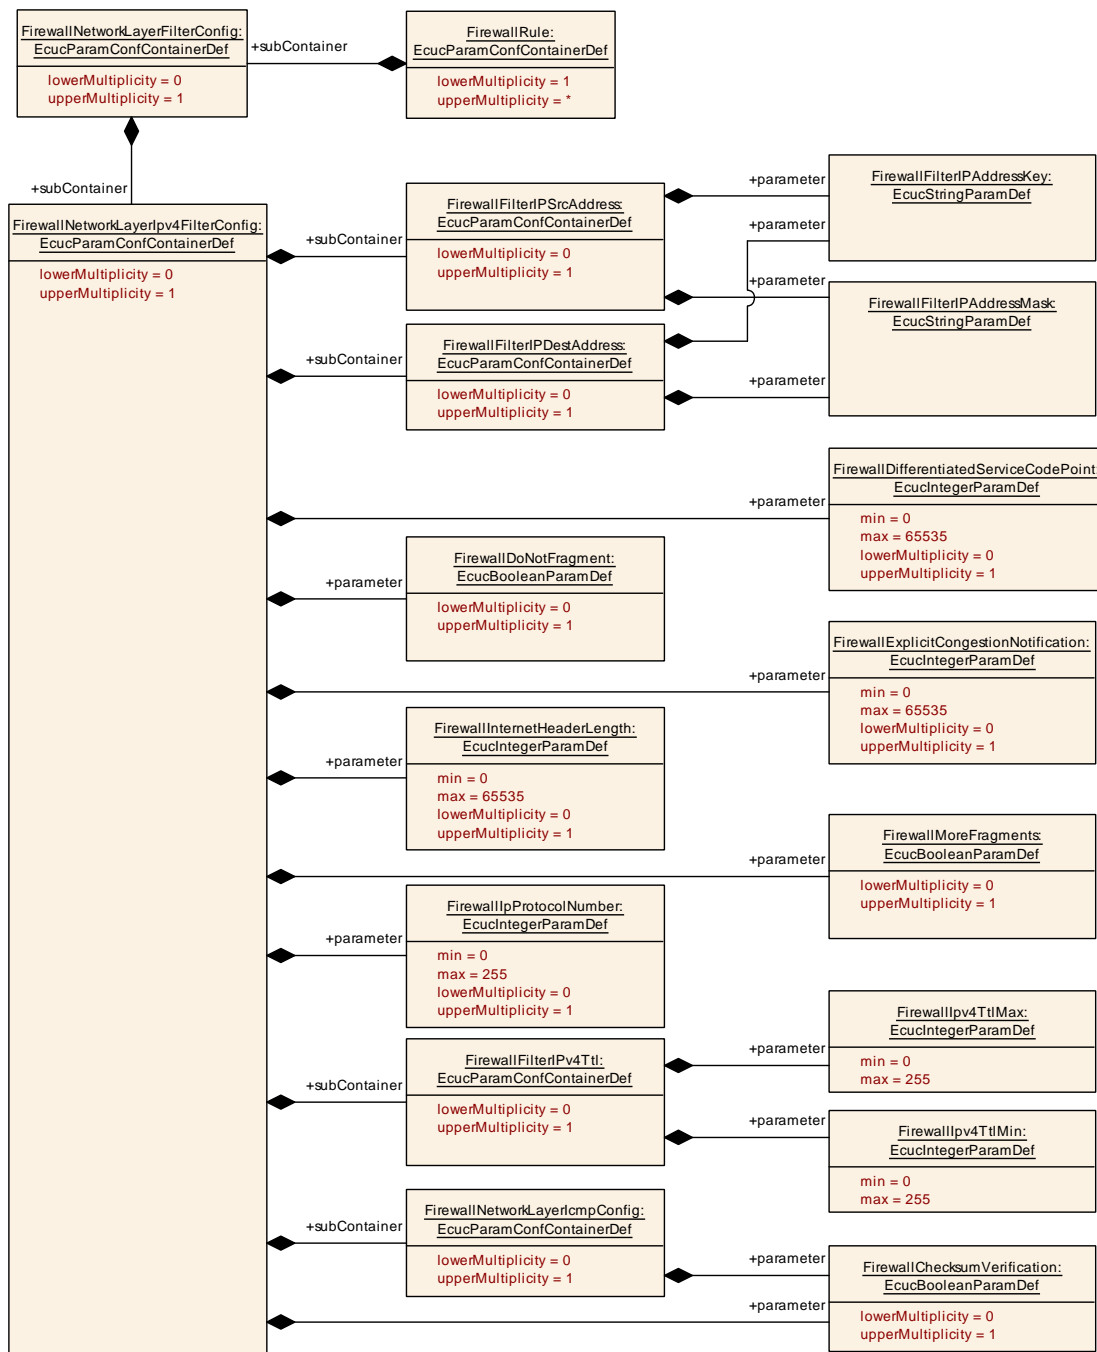 FirewallNetworkLayerFilterConfig:
EcucParamConfContainerDef
lowerMultiplicity = 0
upperMultiplicity = 1
+subContainer
FirewallRule:
EcucParamConfContainerDef
lowerMultiplicity = 1
upperMultiplicity = *
+subContainer
FirewallNetworkLayerIpv4FilterConfig:
EcucParamConfContainerDef
lowerMultiplicity = 0
upperMultiplicity = 1
+subContainer
FirewallFilterIPSrcAddress:
EcucParamConfContainerDef
lowerMultiplicity = 0
upperMultiplicity = 1
+parameter
FirewallFilterIPAddressKey:
EcucStringParamDef
+parameter
+parameter
FirewallFilterIPAddressMask:
EcucStringParamDef
+subContainer
FirewallFilterIPDestAddress:
EcucParamConfContainerDef
lowerMultiplicity = 0
upperMultiplicity = 1
+parameter
+parameter
FirewallDifferentiatedServiceCodePoint:
EcucIntegerParamDef
min = 0
max = 65535
lowerMultiplicity = 0
upperMultiplicity = 1
+parameter
FirewallDoNotFragment:
EcucBooleanParamDef
lowerMultiplicity = 0
upperMultiplicity = 1
+parameter
FirewallExplicitCongestionNotification:
EcucIntegerParamDef
min = 0
max = 65535
lowerMultiplicity = 0
upperMultiplicity = 1
+parameter
FirewallInternetHeaderLength:
EcucIntegerParamDef
min = 0
max = 65535
lowerMultiplicity = 0
upperMultiplicity = 1
+parameter
FirewallMoreFragments:
EcucBooleanParamDef
lowerMultiplicity = 0
upperMultiplicity = 1
+parameter
FirewallIpProtocolNumber:
EcucIntegerParamDef
min = 0
max = 255
lowerMultiplicity = 0
upperMultiplicity = 1
+subContainer
FirewallFilterIPv4Ttl:
EcucParamConfContainerDef
lowerMultiplicity = 0
upperMultiplicity = 1
+parameter
FirewallIpv4TtlMax:
EcucIntegerParamDef
min = 0
max = 255
+parameter
FirewallIpv4TtlMin:
EcucIntegerParamDef
min = 0
max = 255
+subContainer
FirewallNetworkLayerIcmpConfig:
EcucParamConfContainerDef
lowerMultiplicity = 0
upperMultiplicity = 1
+parameter
+parameter
FirewallChecksumVerification:
EcucBooleanParamDef
lowerMultiplicity = 0
upperMultiplicity = 1